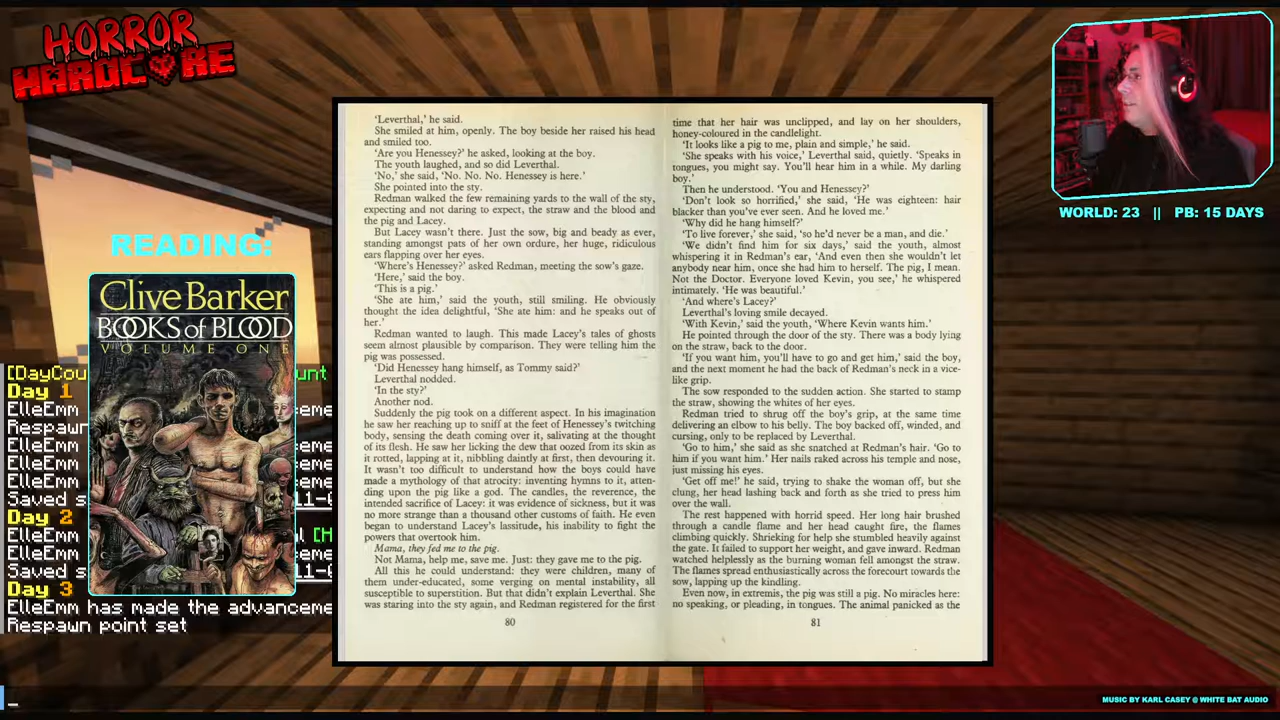 HORROR
HARDCORE
READING:
Clive Barker
BOOKS of BLOOD
VOLUME ONE
[DayCou
unt
Day 1
ElleEmm
ceme
Respawn
ElleEmm
ceme
ElleEmm
ceme
ElleEmm
ceme
Saved s
11-0
Day 2
ElleEmm
l [H
ElleEmm
ceme
Saved s
11-0
Day 3
ElleEmm has made the advanceme
Respawn point set
‘Leverthal,’ he said.
She smiled at him, openly. The boy beside her raised his head
and smiled too.
‘Are you Henessey?’ he asked, looking at the boy.
The youth laughed, and so did Leverthal.
‘No,’ she said, ‘No. No. No. Henessey is here.’
She pointed into the sty.
Redman walked the few remaining yards to the wall of the sty,
expecting and not daring to expect, the straw and the blood and
the pig and Lacey.
But Lacey wasn’t there. Just the sow, big and beady as ever,
standing amongst pats of her own ordure, her huge, ridiculous
ears flapping over her eyes.
‘Where’s Henessey?’ asked Redman, meeting the sow’s gaze.
‘Here,’ said the boy.
‘This is a pig.’
‘She ate him,’ said the youth, still smiling. He obviously
thought the idea delightful, ‘She ate him: and he speaks out of
her.’
Redman wanted to laugh. This made Lacey’s tales of ghosts
seem almost plausible by comparison. They were telling him the
pig was possessed.
‘Did Henessey hang himself, as Tommy said?’
Leverthal nodded.
‘In the sty?’
Another nod.
Suddenly the pig took on a different aspect. In his imagination
he saw her reaching up to sniff at the feet of Henessey’s twitching
body, sensing the death coming over it, salivating at the thought
of its flesh. He saw her licking the dew that oozed from its skin as
it rotted, lapping at it, nibbling daintily at first, then devouring it.
It wasn’t too difficult to understand how the boys could have
made a mythology of that atrocity: inventing hymns to it, atten-
ding upon the pig like a god. The candles, the reverence, the
intended sacrifice of Lacey: it was evidence of sickness, but it was
no more strange than a thousand other customs of faith. He even
began to understand Lacey’s lassitude, his inability to fight the
powers that overtook him.
Mama, they fed me to the pig.
Not Mama, help me, save me. Just: they gave me to the pig.
All this he could understand: they were children, many of
them under-educated, some verging on mental instability, all
susceptible to superstition. But that didn’t explain Leverthal. She
was staring into the sty again, and Redman registered for the first
80
time that her hair was unclipped, and lay on her shoulders,
honey-coloured in the candlelight.
‘It looks like a pig to me, plain and simple,’ he said.
‘She speaks with his voice,’ Leverthal said, quietly. ‘Speaks in
tongues, you might say. You’ll hear him in a while. My darling
boy.’
Then he understood. ‘You and Henessey?’
‘Don’t look so horrified,’ she said, ‘He was eighteen: hair
blacker than you’ve ever seen. And he loved me.’
‘Why did he hang himself?’
‘To live forever,’ she said, ‘so he’d never be a man, and die.’
‘We didn’t find him for six days,’ said the youth, almost
whispering it in Redman’s ear, ‘And even then she wouldn’t let
anybody near him, once she had him to herself. The pig, I mean.
Not the Doctor. Everyone loved Kevin, you see,’ he whispered
intimately. ‘He was beautiful.’
‘And where’s Lacey?’
Leverthal’s loving smile decayed.
‘With Kevin,’ said the youth, ‘Where Kevin wants him.’
He pointed through the door of the sty. There was a body lying
on the straw, back to the door.
‘If you want him, you’ll have to go and get him,’ said the boy,
and the next moment he had the back of Redman’s neck in a vice-
like grip.
The sow responded to the sudden action. She started to stamp
the straw, showing the whites of her eyes.
Redman tried to shrug off the boy’s grip, at the same time
delivering an elbow to his belly. The boy backed off, winded, and
cursing, only to be replaced by Leverthal.
‘Go to him,’ she said as she snatched at Redman’s hair. ‘Go to
him if you want him.’ Her nails raked across his temple and nose,
just missing his eyes.
‘Get off me!’ he said, trying to shake the woman off, but she
clung, her head lashing back and forth as she tried to press him
over the wall.
The rest happened with horrid speed. Her long hair brushed
through a candle flame and her head caught fire, the flames
climbing quickly. Shrieking for help she stumbled heavily against
the gate. It failed to support her weight, and gave inward. Redman
watched helplessly as the burning woman fell amongst the straw.
The flames spread enthusiastically across the forecourt towards the
sow, lapping up the kindling.
Even now, in extremis, the pig was still a pig. No miracles here:
no speaking, or pleading, in tongues. The animal panicked as the
81
WORLD: 23 || PB: 15 DAYS
MUSIC BY KARL CASEY @ WHITE BAT AUDIO